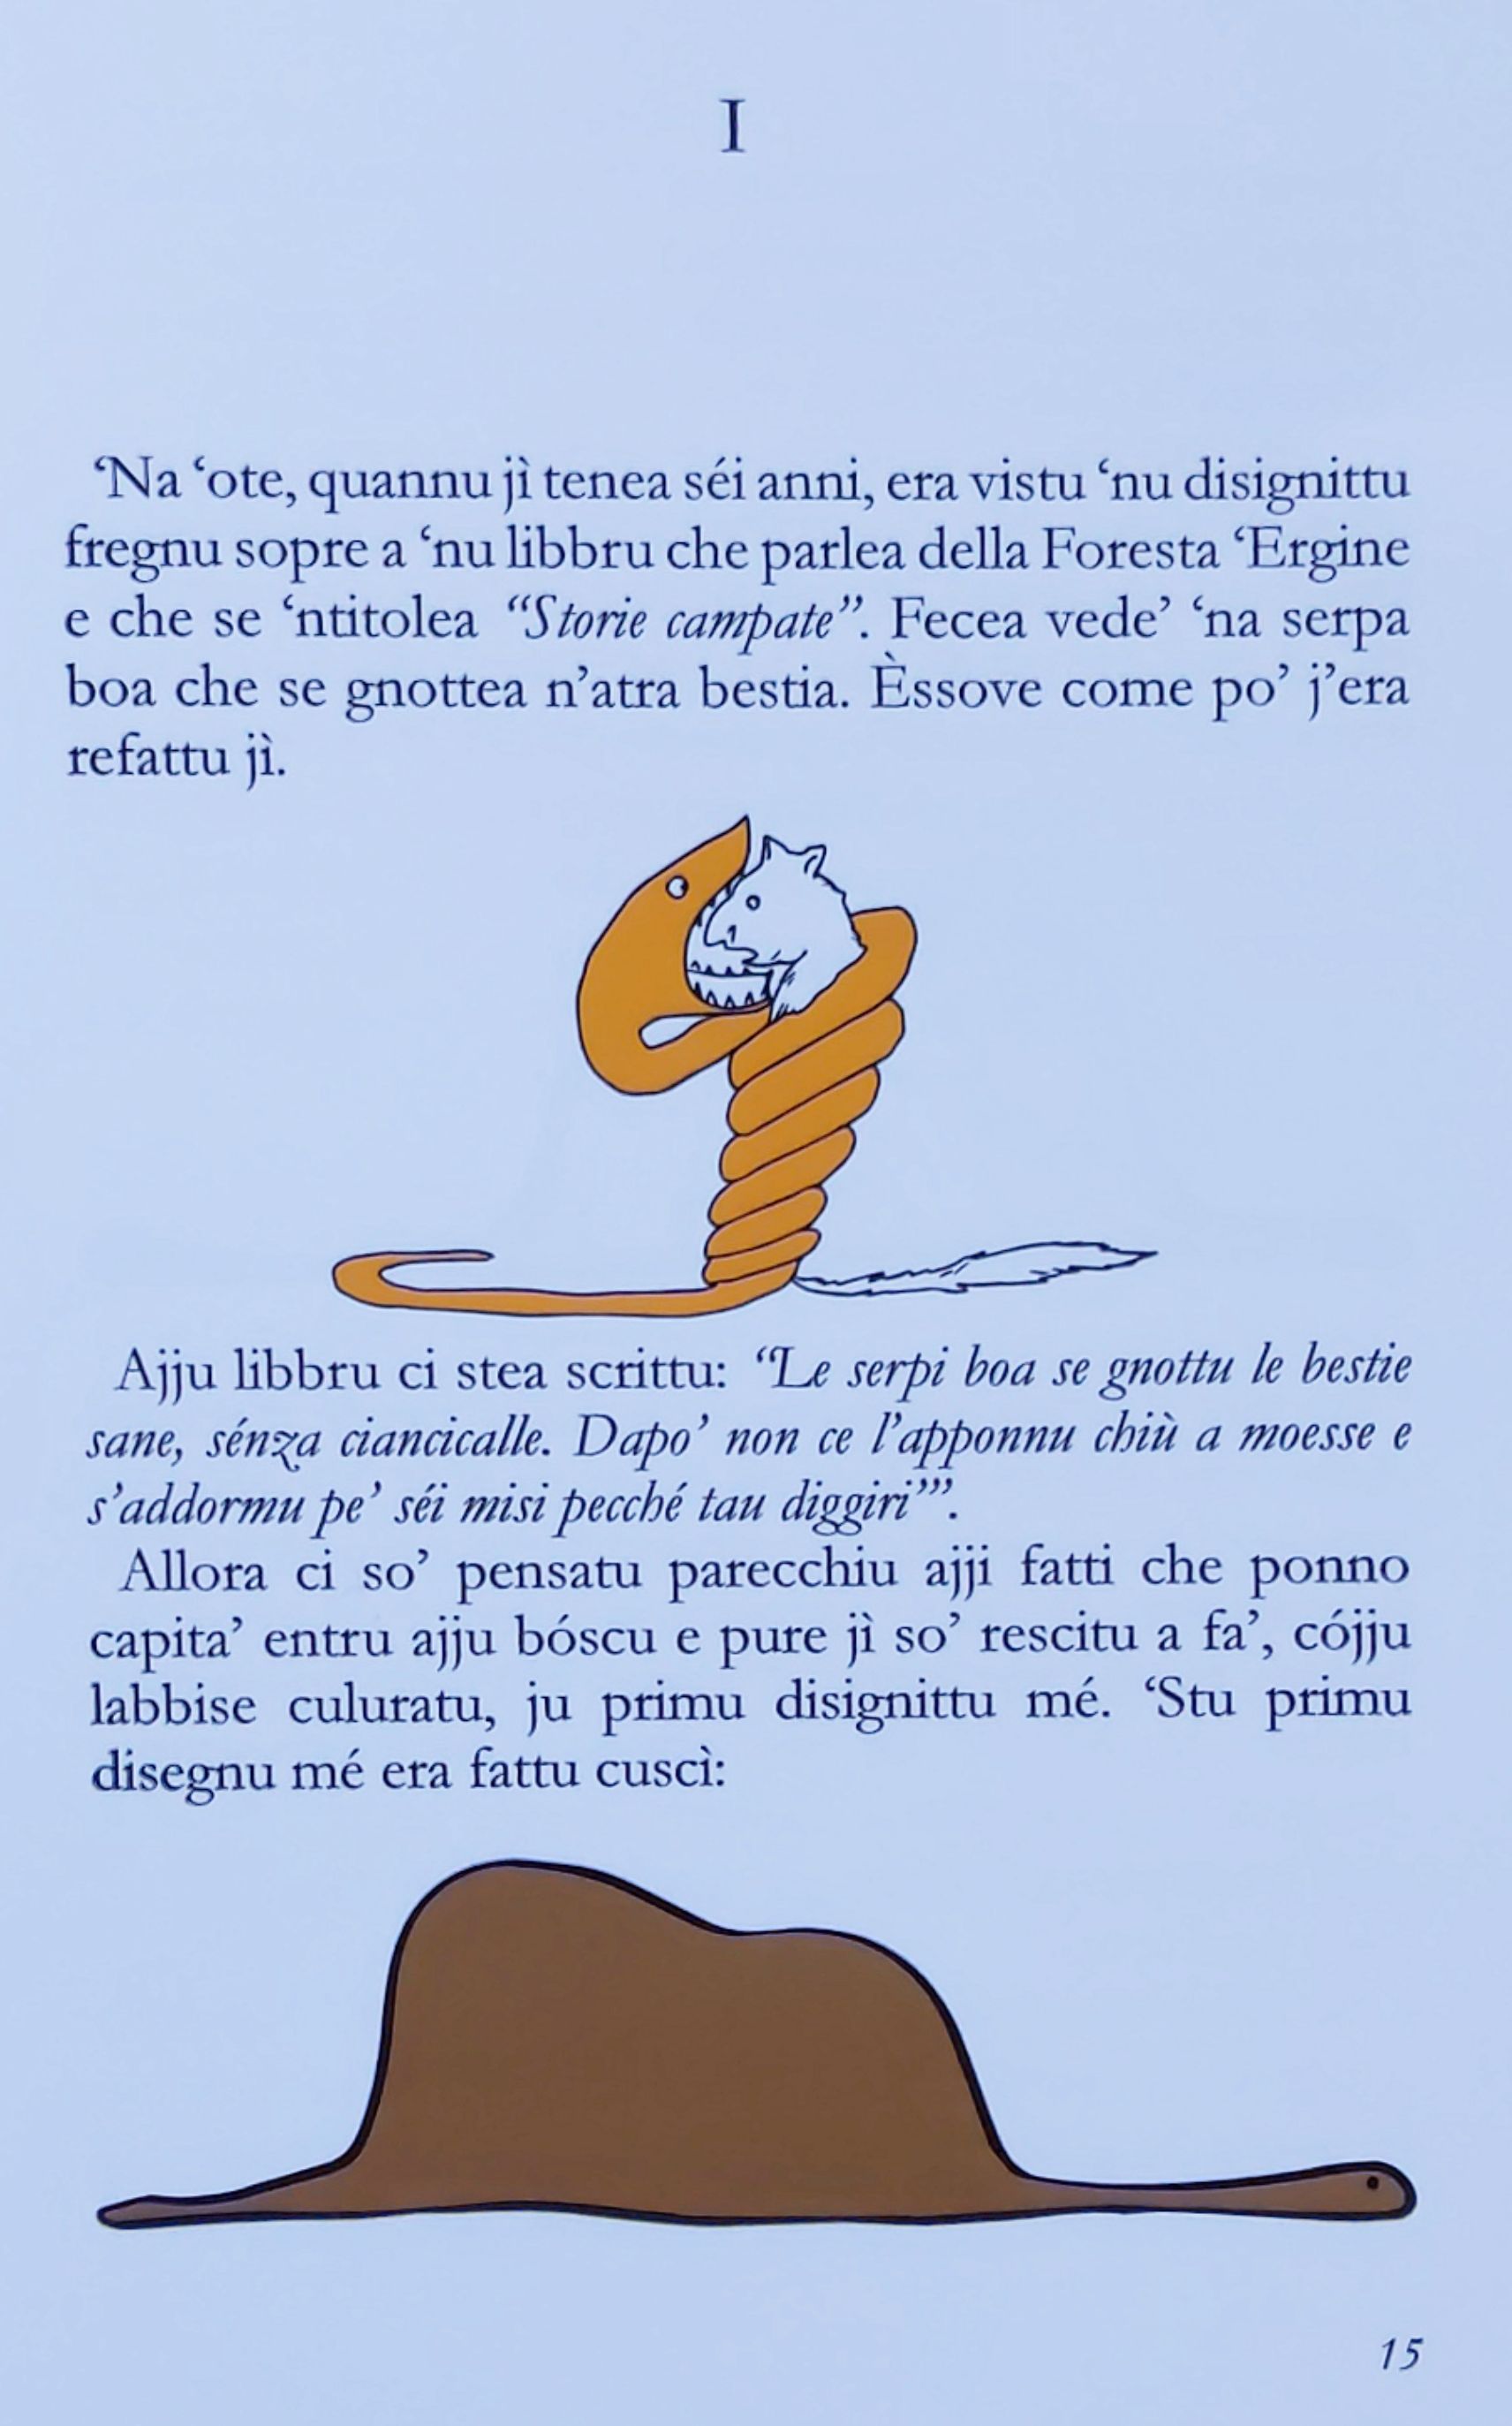 I
‘Na ‘ote, quannu jì tenea séi anni, era vistu ‘nu disignittu
fregnu sopre a ‘nu libbru che parlea della Foresta ‘Ergine
e che se ‘ntitolea “Storie campate”. Fecea vede’ ‘na serpa
boa che se gnottea n’atra bestia. Èssove come po’ j’era
refattu jì.
Ajju libbru ci stea scrittu: “Le serpi boa se gnottu le bestie
sane, sénza ciancicalle. Dapo’ non ce l’apponnu chiù a moesse e
s’addormu pe’ séi misi pecché tau diggiri’”.
Allora ci so’ pensatu parecchiu ajji fatti che ponno
capita’ entru ajju bóscu e pure jì so’ rescitu a fa’, cójju
labbise culuratu, ju primu disignittu mé. ‘Stu primu
disegnu mé era fattu cuscì:
15